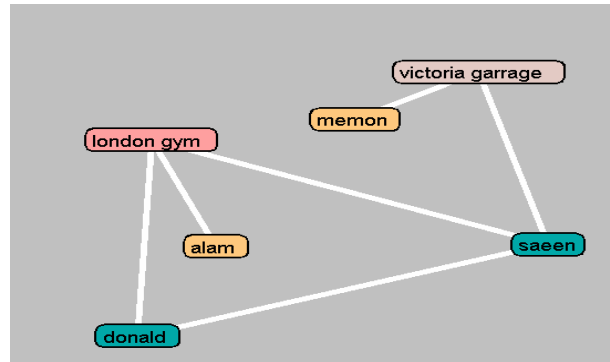 victoria garrage
memon
london gym
alam
saeen
donald